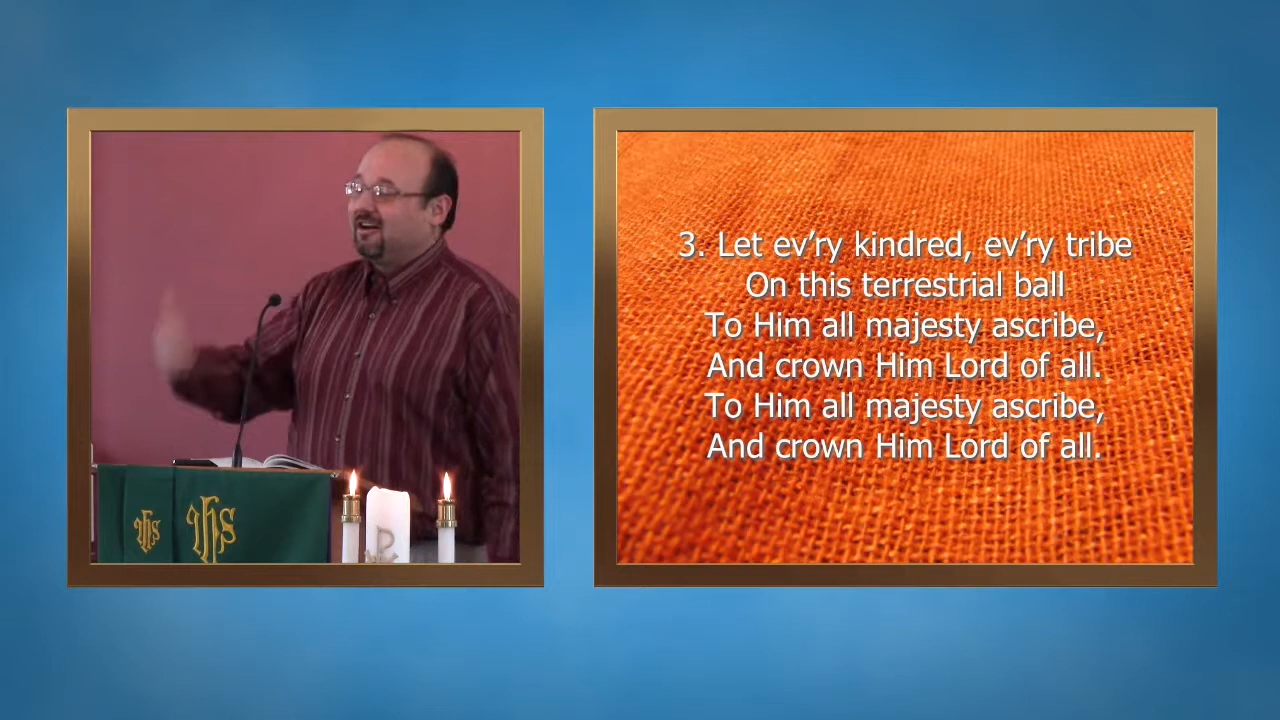 IHS
IHS
3. Let ev’ry kindred, ev’ry tribe
On this terrestrial ball
To Him all majesty ascribe,
And crown Him Lord of all.
To Him all majesty ascribe,
And crown Him Lord of all.